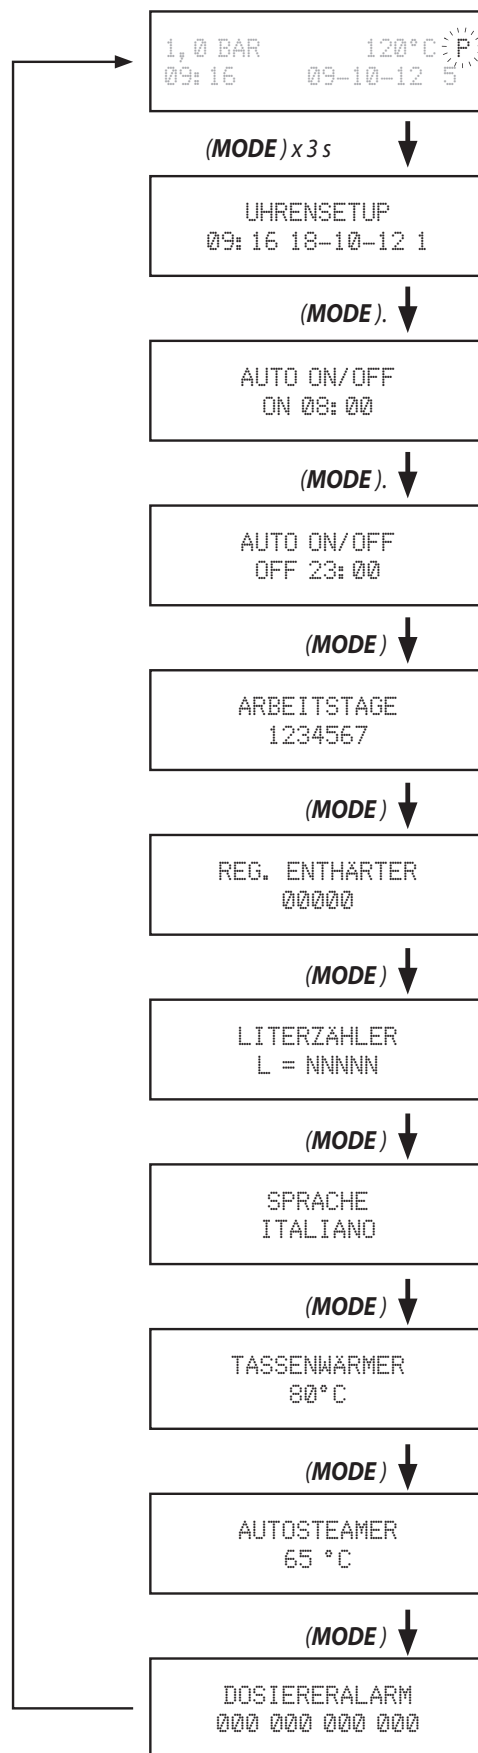 1,0 BAR 120°C P
09:16 09-10-12 5
(MODE) x 3 s
UHRENSETUP
09:16 18-10-12 1
(MODE).
AUTO ON/OFF
ON 08:00
(MODE).
AUTO ON/OFF
OFF 23:00
(MODE)
ARBEITSTAGE
1234567
(MODE)
REG. ENTHÄRTER
00000
(MODE)
LITERZÄHLER
L = NNNNN
(MODE)
SPRACHE
ITALIANO
(MODE)
TASSENWÄRMER
80°C
(MODE)
AUTOSTEAMER
65 °C
(MODE)
DOSIERERALARM
000 000 000 000